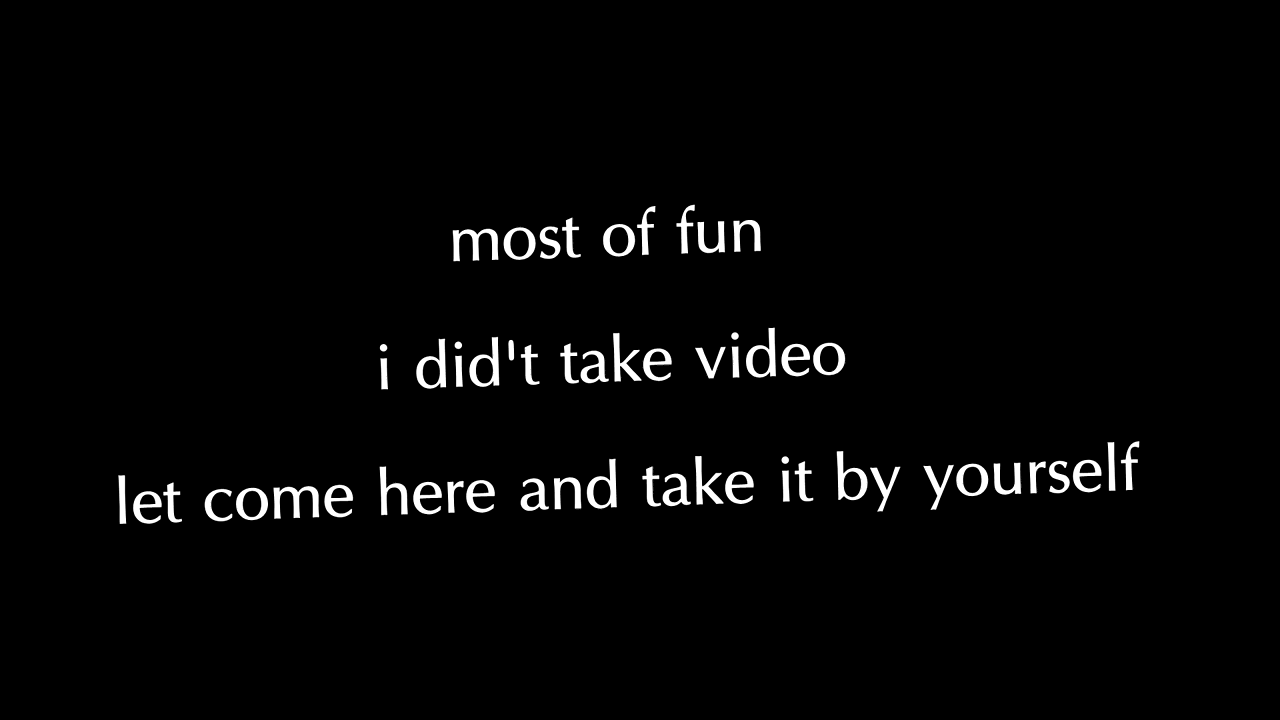 most of fun
i did't take video
let come here and take it by yourself